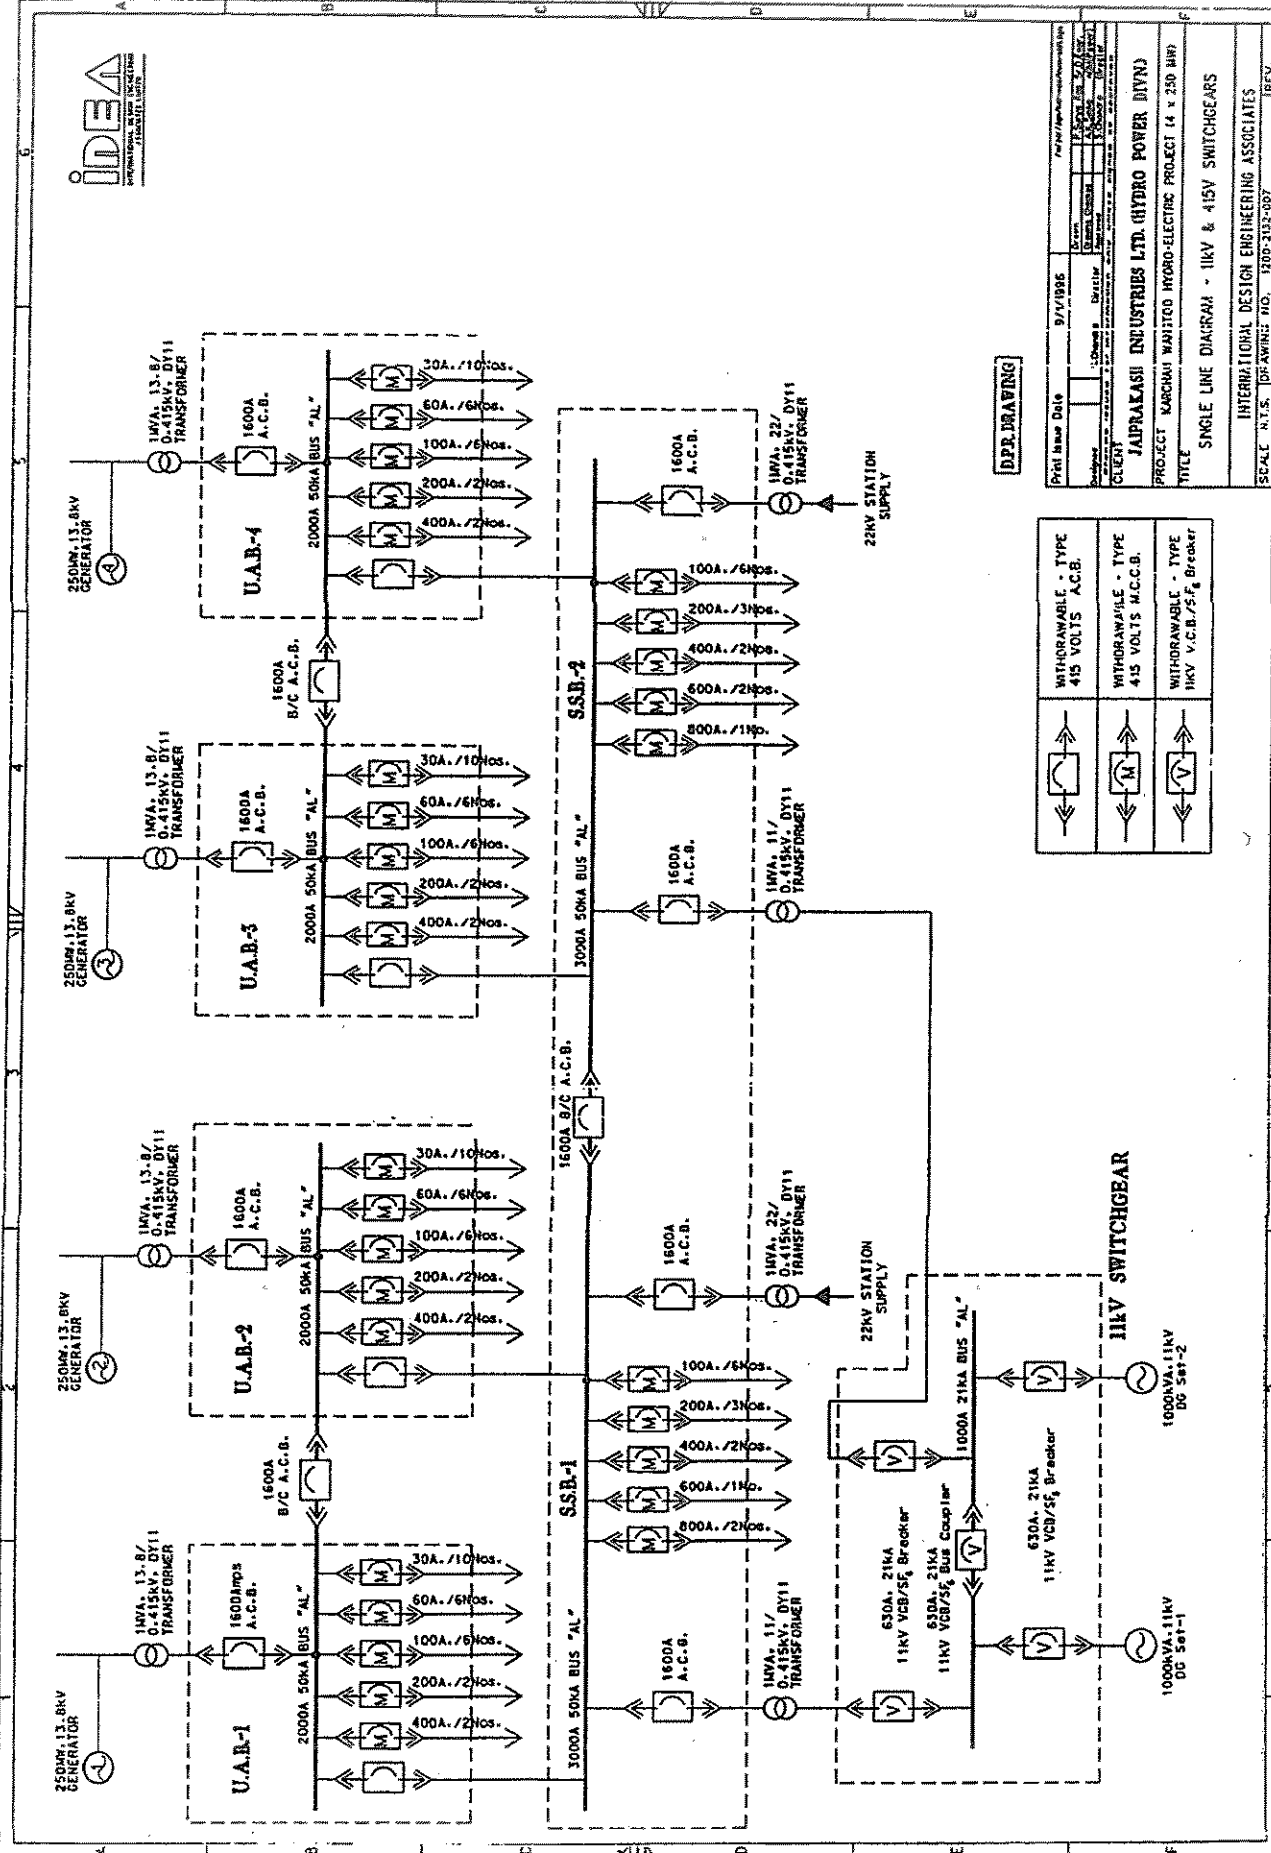 iDEA
250MW,13.8kV
GENERATOR
1
1MVA, 13.8/
0.415kV, DY11
TRANSFORMER
1600Amps
A.C.B.
U.A.B.-1
2000A 50kA BUS "AL"
400A./2Nos.
200A./2Nos.
100A./6Nos.
60A./6Nos.
30A./10Nos.
1600A
B/C A.C.B.
250MW,13.8kV
GENERATOR
2
1MVA, 13.8/
0.415kV, DY11
TRANSFORMER
1600A
A.C.B.
U.A.B.-2
2000A 50kA BUS "AL"
400A./2Nos.
200A./2Nos.
100A./6Nos.
60A./6Nos.
30A./10Nos.
250MW,13.8kV
GENERATOR
3
1MVA, 13.8/
0.415kV, DY11
TRANSFORMER
1600A
A.C.B.
U.A.B.-3
2000A 50kA BUS "AL"
400A./2Nos.
200A./2Nos.
100A./6Nos.
60A./6Nos.
30A./10Nos.
1600A
B/C A.C.B.
250MW,13.8kV
GENERATOR
4
1MVA, 13.8/
0.415kV, DY11
TRANSFORMER
1600A
A.C.B.
U.A.B.-4
2000A 50kA BUS "AL"
400A./2Nos.
200A./2Nos.
100A./6Nos.
60A./6Nos.
30A./10Nos.
3000A 50kA BUS "AL"
S.S.B.-1
800A./2Nos.
600A./1No.
400A./2Nos.
200A./3Nos.
100A./6Nos.
1600A
A.C.B.
1MVA, 11/
0.415kV, DY11
TRANSFORMER
1600A
A.C.B.
1MVA, 22/
0.415kV, DY11
TRANSFORMER
22KV STATION
SUPPLY
1600A B/C A.C.B.
3000A 50kA BUS "AL"
S.S.B.-2
800A./1No.
600A./2Nos.
400A./2Nos.
200A./3Nos.
100A./6Nos.
1600A
A.C.B.
1MVA, 11/
0.415kV, DY11
TRANSFORMER
1600A
A.C.B.
1MVA, 22/
0.415kV, DY11
TRANSFORMER
22KV STATION
SUPPLY
630A, 21kA
11kV VCB/SF6 Breaker
630A, 21kA
11kV VCB/SF6 Bus Coupler
1000A 21kA BUS "AL"
630A, 21kA
11kV VCB/SF6 Breaker
11kV SWITCHGEAR
1000kVA,11kV
DG Set-1
1000kVA,11kV
DG Set-2
WITHDRAWABLE - TYPE
415 VOLTS A.C.B.
WITHDRAWABLE - TYPE
415 VOLTS M.C.C.B.
WITHDRAWABLE - TYPE
11KV V.C.B./S.F6 Breaker
D.P.R. DRAWING
Print Issue Date 9/1/1996
CLIENT
JAIPRAKASH INDUSTRIES LTD. (HYDRO POWER DIVN)
PROJECT KARCHAM WANGTOO HYDRO-ELECTRIC PROJECT (4 x 250 MW)
TITLE
SINGLE LINE DIAGRAM - 11kV & 415V SWITCHGEARS
INTERNATIONAL DESIGN ENGINEERING ASSOCIATES
SCALE N.T.S. DRAWING NO. 1200-2132-007 REV